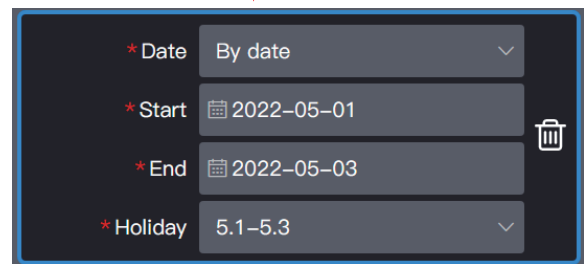 * Date By date
* Start 2022-05-01
* End 2022-05-03
* Holiday 5.1-5.3